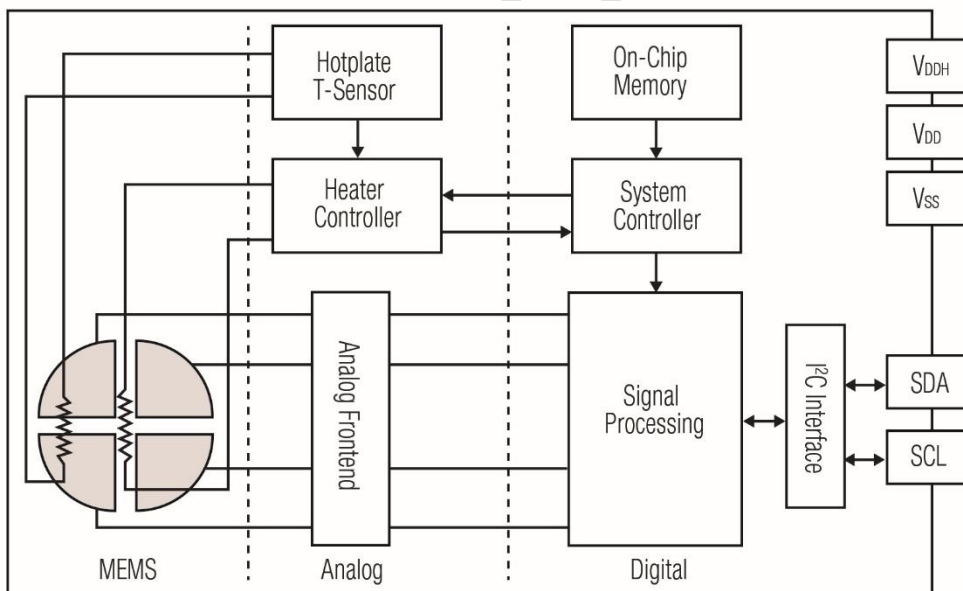 Hotplate
T-Sensor
On-Chip
Memory
VDDH
VDD
VSS
Heater
Controller
System
Controller
Analog Frontend
Signal
Processing
I²C Interface
SDA
SCL
MEMS
Analog
Digital